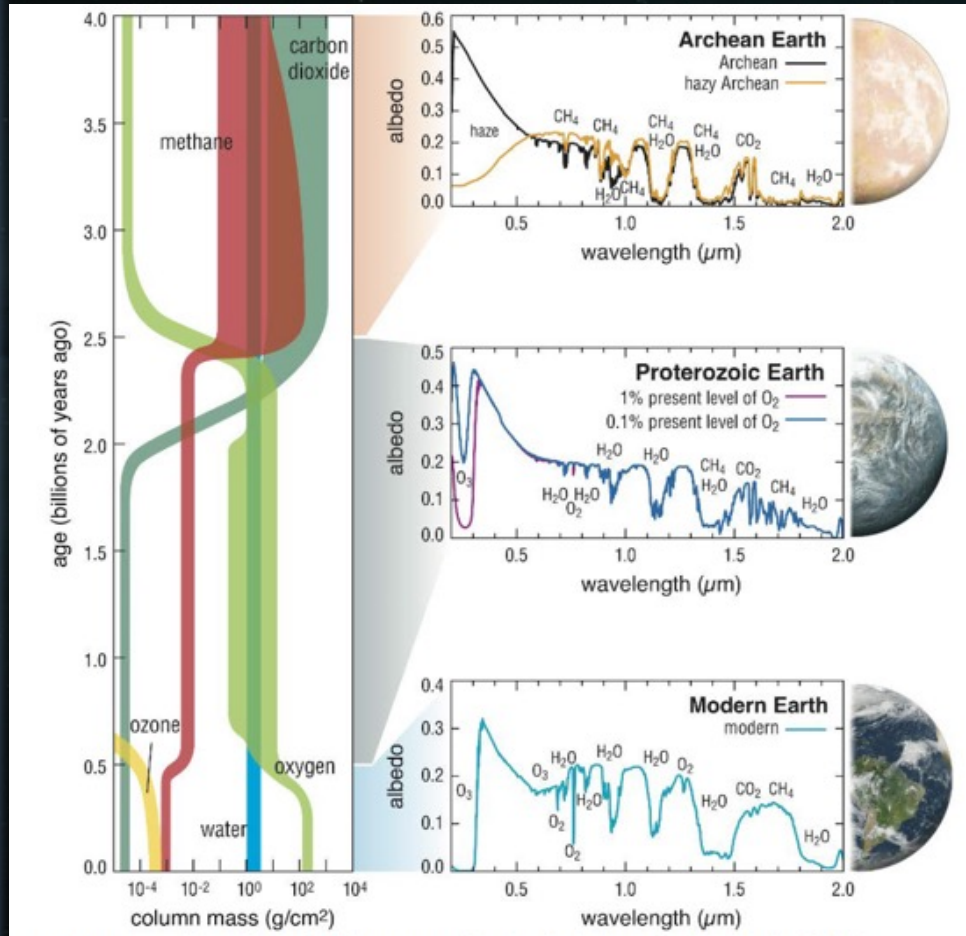 4.0
3.5
3.0
2.5
2.0
1.5
1.0
0.5
0.0
age (billions of years ago)
carbon
dioxide
methane
ozone
oxygen
water
10-4
10-2
10⁰
10²
10⁴
column mass (g/cm²)
0.6
0.5
0.4
0.3
0.2
0.1
0.0
albedo
Archean Earth
Archean
hazy Archean
haze
CH₄
CH₄
H₂O
CH₄
CH₄
H₂O
CH₄
H₂O
CO₂
CH₄
H₂O
0.5
1.0
1.5
2.0
wavelength (µm)
0.5
0.4
0.3
0.2
0.1
0.0
albedo
Proterozoic Earth
1% present level of O₂
0.1% present level of O₂
O₃
H₂O
H₂O
O₂
H₂O
H₂O
CH₄
H₂O
CO₂
CH₄
H₂O
0.5
1.0
1.5
2.0
wavelength (µm)
0.4
0.3
0.2
0.1
0.0
albedo
Modern Earth
modern
O₃
O₃
O₂
H₂O
O₂
H₂O
H₂O
H₂O
O₂
H₂O
CO₂
CH₄
H₂O
0.5
1.0
1.5
2.0
wavelength (µm)